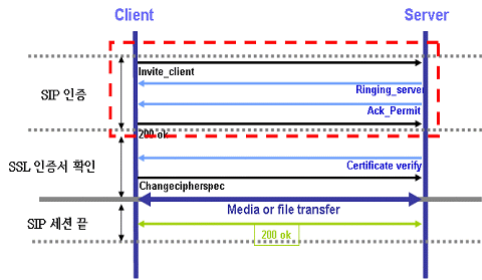 Client Server
Invite_client
Ringing_server
SIP 인증
Ack_Permit
200 ok
SSL 인증서 확인
Certificate verify
Changecipherspec
Media or file transfer
SIP 세션 끝
200 ok